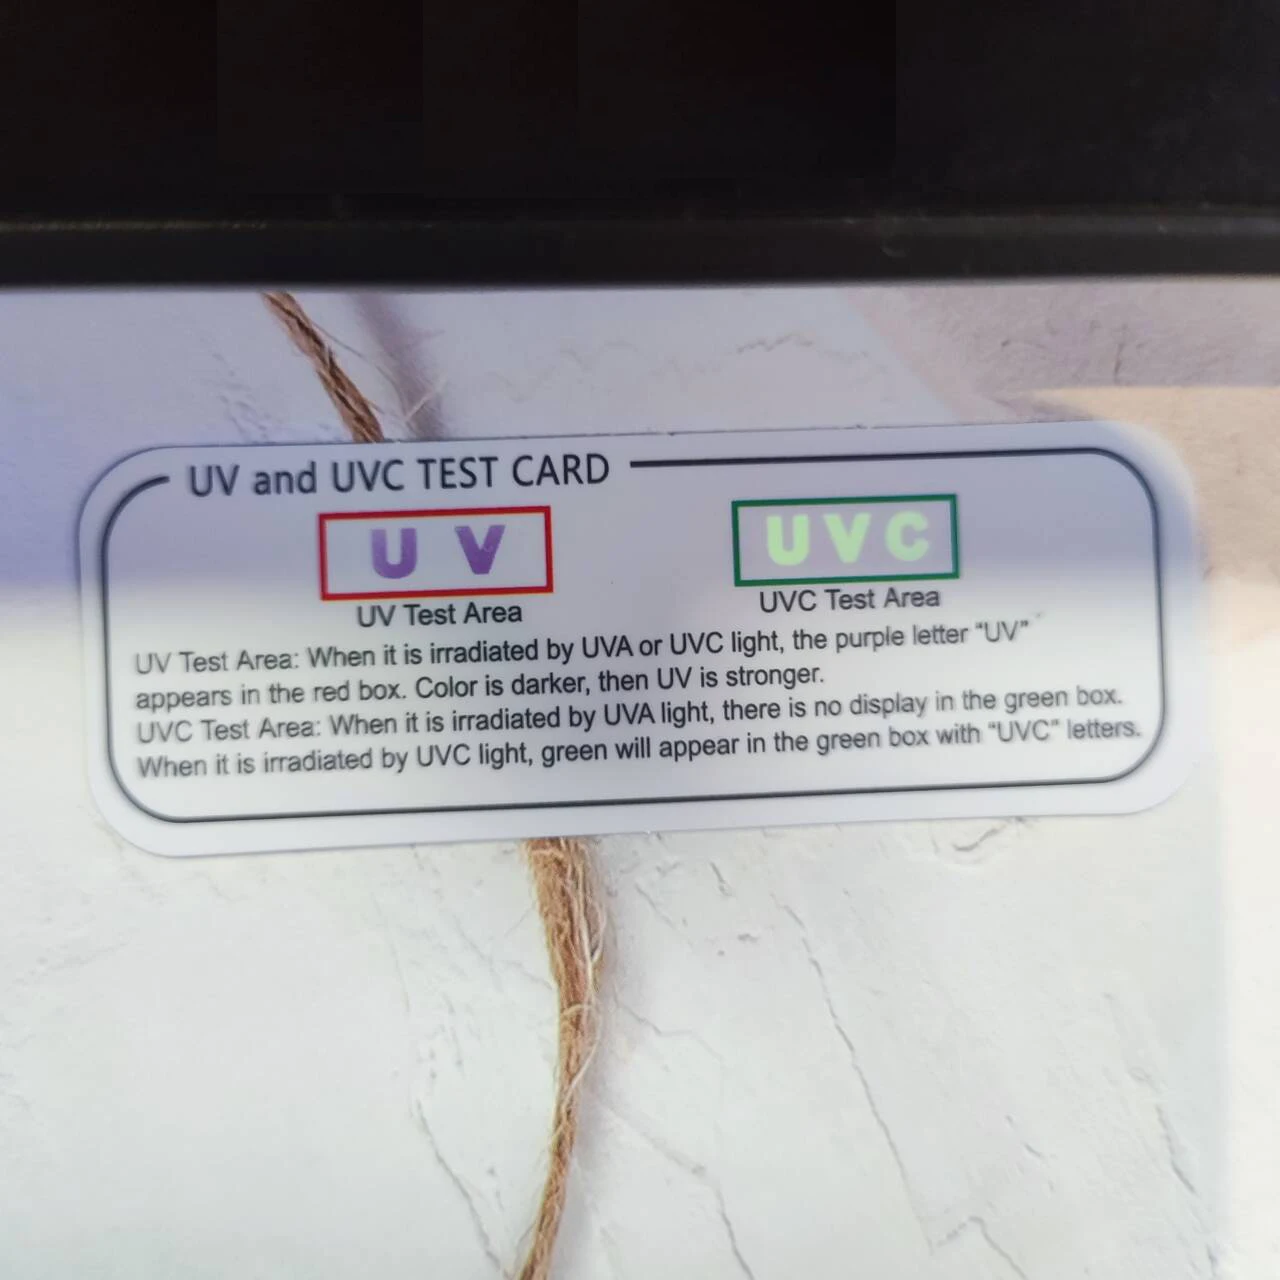 UV and UVC TEST CARD
U V
UVC
UV Test Area
UVC Test Area
UV Test Area: When it is irradiated by UVA or UVC light, the purple letter “UV”
appears in the red box. Color is darker, then UV is stronger.
UVC Test Area: When it is irradiated by UVA light, there is no display in the green box.
When it is irradiated by UVC light, green will appear in the green box with “UVC” letters.